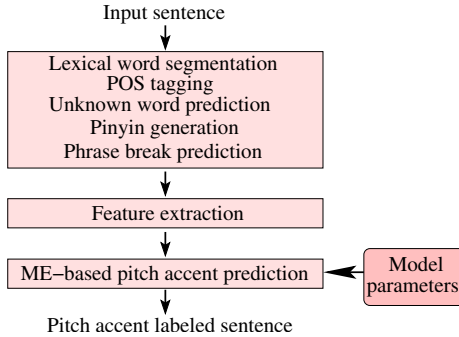 Input sentence
Lexical word segmentation
POS tagging
Unknown word prediction
Pinyin generation
Phrase break prediction
Feature extraction
ME−based pitch accent prediction
Model
parameters
Pitch accent labeled sentence